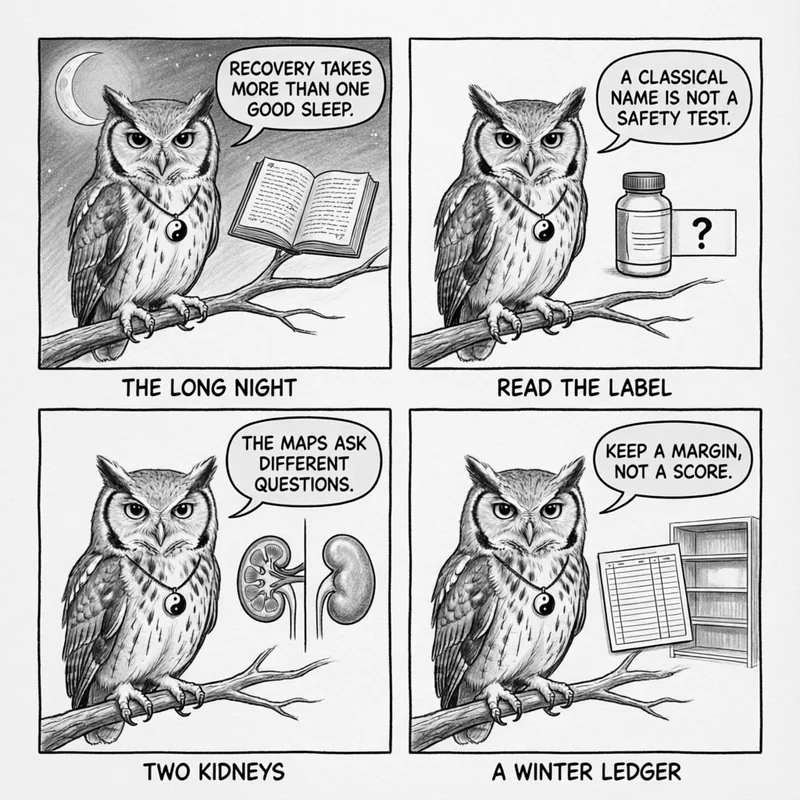 RECOVERY TAKES
MORE THAN ONE
GOOD SLEEP.
THE LONG NIGHT
A CLASSICAL
NAME IS NOT A
SAFETY TEST.
?
READ THE LABEL
THE MAPS ASK
DIFFERENT
QUESTIONS.
TWO KIDNEYS
KEEP A MARGIN,
NOT A SCORE.
A WINTER LEDGER